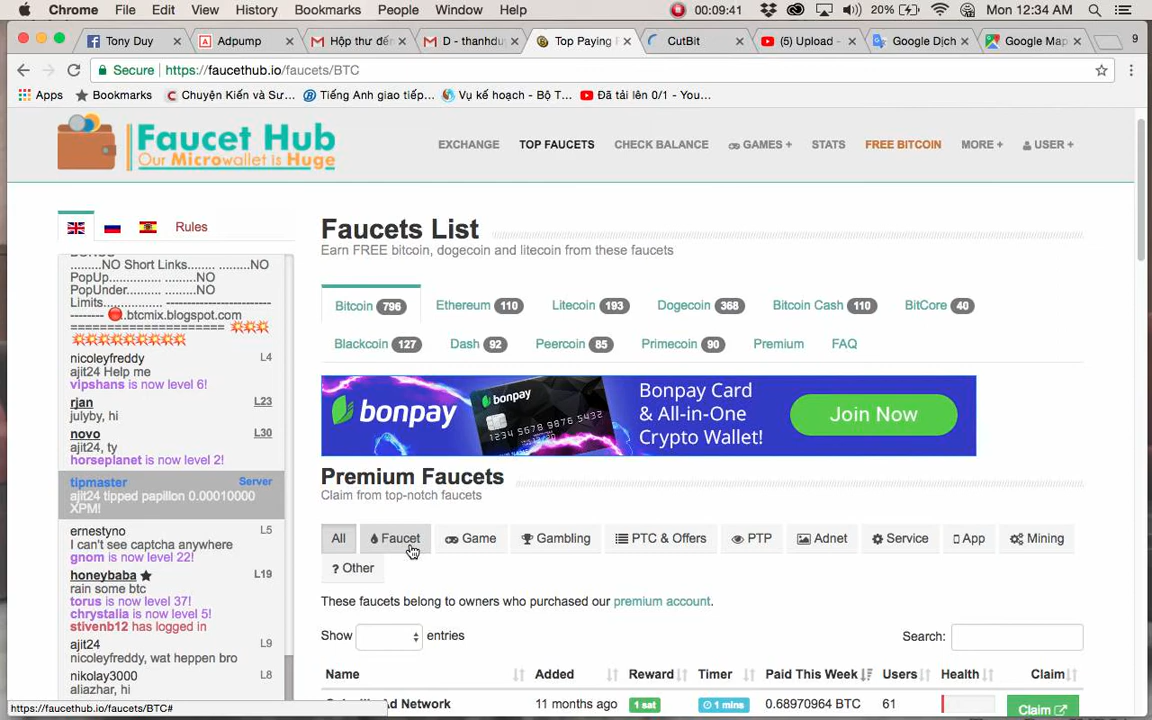 Chrome File Edit View History Bookmarks People Window Help 00:09:41 20% Mon 12:34 AM
Tony Duy Adpump Hộp thư đến D - thanhdu Top Paying F CutBit (5) Upload - Google Dịch Google Map 9
Secure https://faucethub.io/faucets/BTC
Apps Bookmarks Chuyện Kiến và Sư... Tiếng Anh giao tiếp... Vụ kế hoạch - Bộ T... Đã tải lên 0/1 - You...
Faucet Hub
Our Microwallet is Huge
EXCHANGE TOP FAUCETS CHECK BALANCE GAMES + STATS FREE BITCOIN MORE + USER +
Rules
.........NO Short Links....... .........NO
PopUp............... .........NO
PopUnder............. .........NO
Limits.............. ----------------------
-------- .btcmix.blogspot.com
======================
nicoleyfreddy L4
ajit24 Help me
vipshans is now level 6!
rjan L23
julyby, hi
novo L30
ajit24, ty
horseplanet is now level 2!
tipmaster Server
ajit24 tipped papillon 0.00010000
XPM!
ernestyno L5
I can't see captcha anywhere
gnom is now level 22!
honeybaba ★ L19
rain some btc
torus is now level 37!
chrystalia is now level 5!
stivenb12 has logged in
ajit24 L9
nicoleyfreddy, wat heppen bro
nikolay3000 L8
aliazhar, hi
Faucets List
Earn FREE bitcoin, dogecoin and litecoin from these faucets
Bitcoin 796 Ethereum 110 Litecoin 193 Dogecoin 368 Bitcoin Cash 110 BitCore 40
Blackcoin 127 Dash 92 Peercoin 85 Primecoin 90 Premium FAQ
bonpay
bonpay
1234 5678 9876 5432
Bonpay Card
& All-in-One
Crypto Wallet!
Join Now
Premium Faucets
Claim from top-notch faucets
All Faucet Game Gambling PTC & Offers PTP Adnet Service App Mining
? Other
These faucets belong to owners who purchased our premium account.
Show entries Search:
Name Added Reward Timer Paid This Week Users Health Claim
Ad Network 11 months ago 1 sat 1 mins 0.68970964 BTC 61 Claim
https://faucethub.io/faucets/BTC#